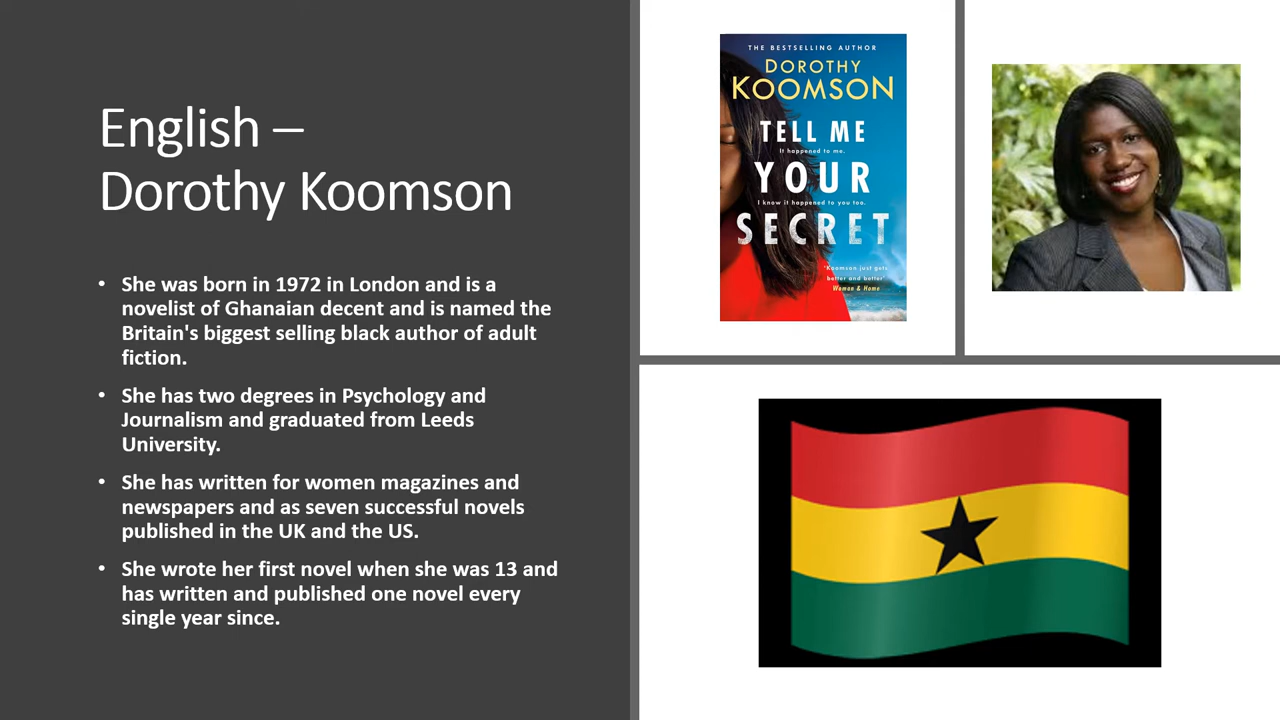 English –
Dorothy Koomson
• She was born in 1972 in London and is a
novelist of Ghanaian decent and is named the
Britain's biggest selling black author of adult
fiction.
• She has two degrees in Psychology and
Journalism and graduated from Leeds
University.
• She has written for women magazines and
newspapers and as seven successful novels
published in the UK and the US.
• She wrote her first novel when she was 13 and
has written and published one novel every
single year since.
THE BESTSELLING AUTHOR
DOROTHY
KOOMSON
TELL ME
It happened to me.
YOUR
I know it happened to you too.
SECRET
'Koomson just gets
better and better'
Woman & Home